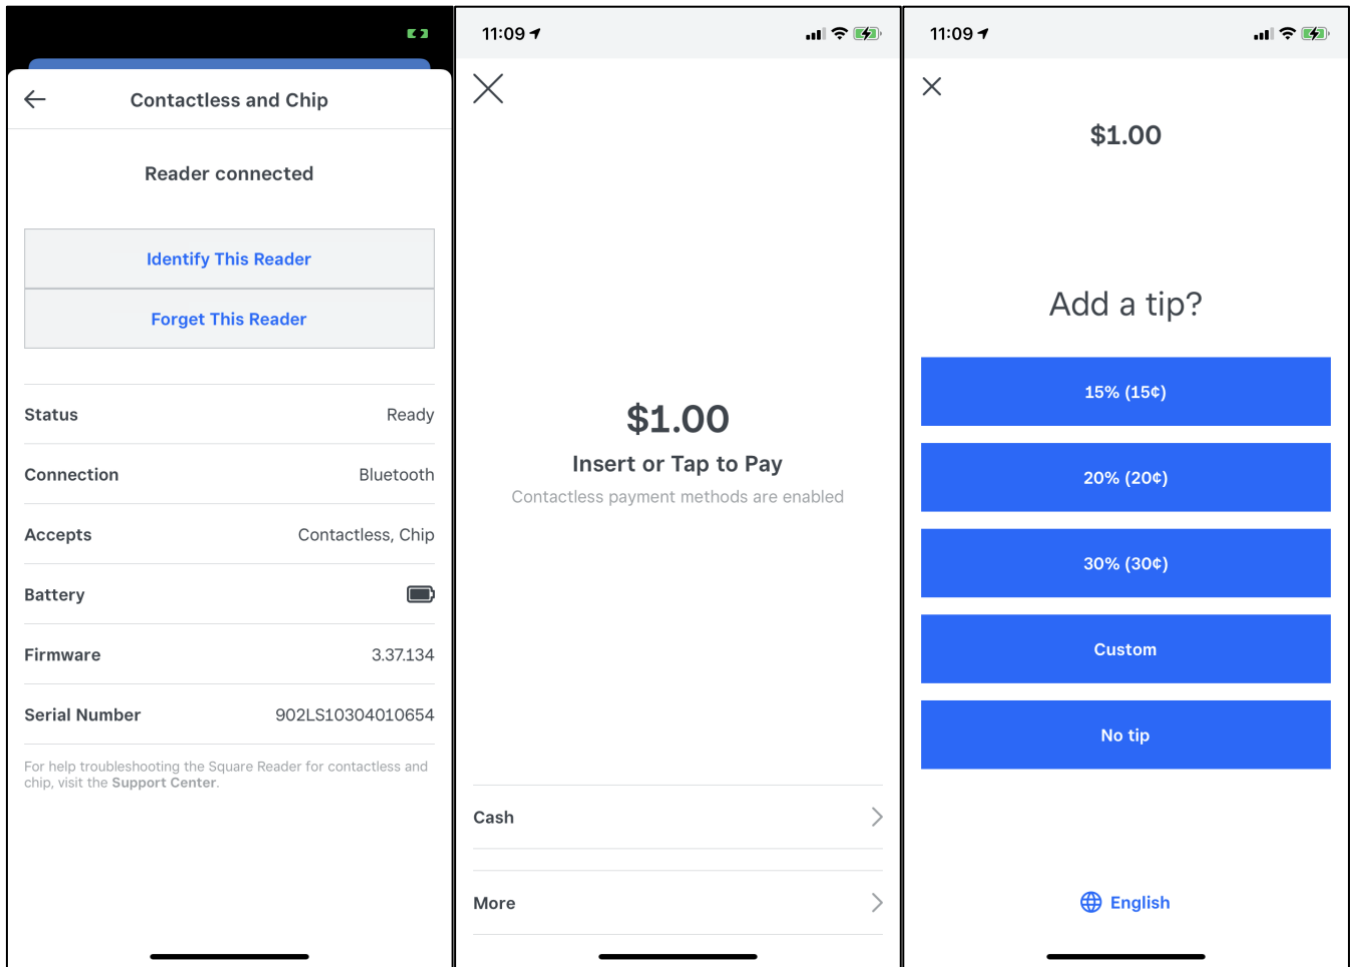 Contactless and Chip
Reader connected
Identify This Reader
Forget This Reader
Status Ready
Connection Bluetooth
Accepts Contactless, Chip
Battery
Firmware 3.37.134
Serial Number 902LS10304010654
For help troubleshooting the Square Reader for contactless and
chip, visit the Support Center.
11:09
$1.00
Insert or Tap to Pay
Contactless payment methods are enabled
Cash
More
11:09
$1.00
Add a tip?
15% (15¢)
20% (20¢)
30% (30¢)
Custom
No tip
English